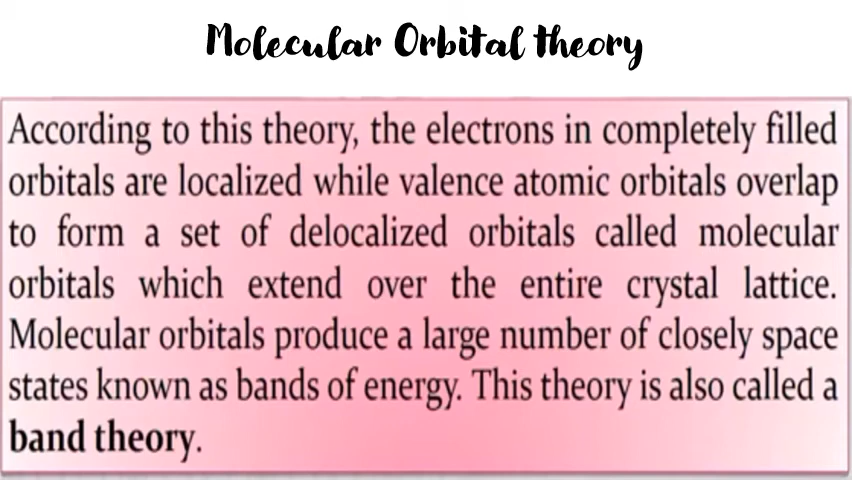 Molecular Orbital theory
According to this theory, the electrons in completely filled
orbitals are localized while valence atomic orbitals overlap
to form a set of delocalized orbitals called molecular
orbitals which extend over the entire crystal lattice.
Molecular orbitals produce a large number of closely space
states known as bands of energy. This theory is also called a
band theory.